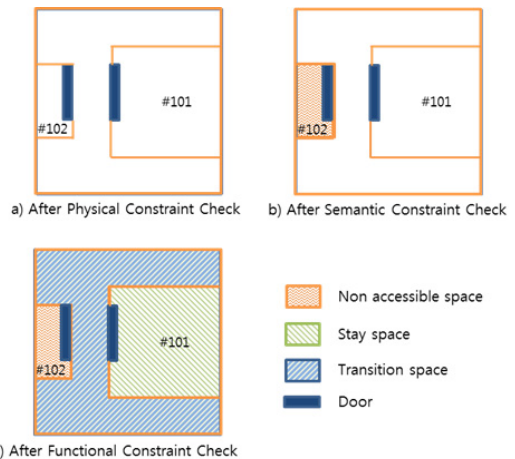 #101
#102
a) After Physical Constraint Check
#101
#102
b) After Semantic Constraint Check
#101
#102
) After Functional Constraint Check
Non accessible space
Stay space
Transition space
Door